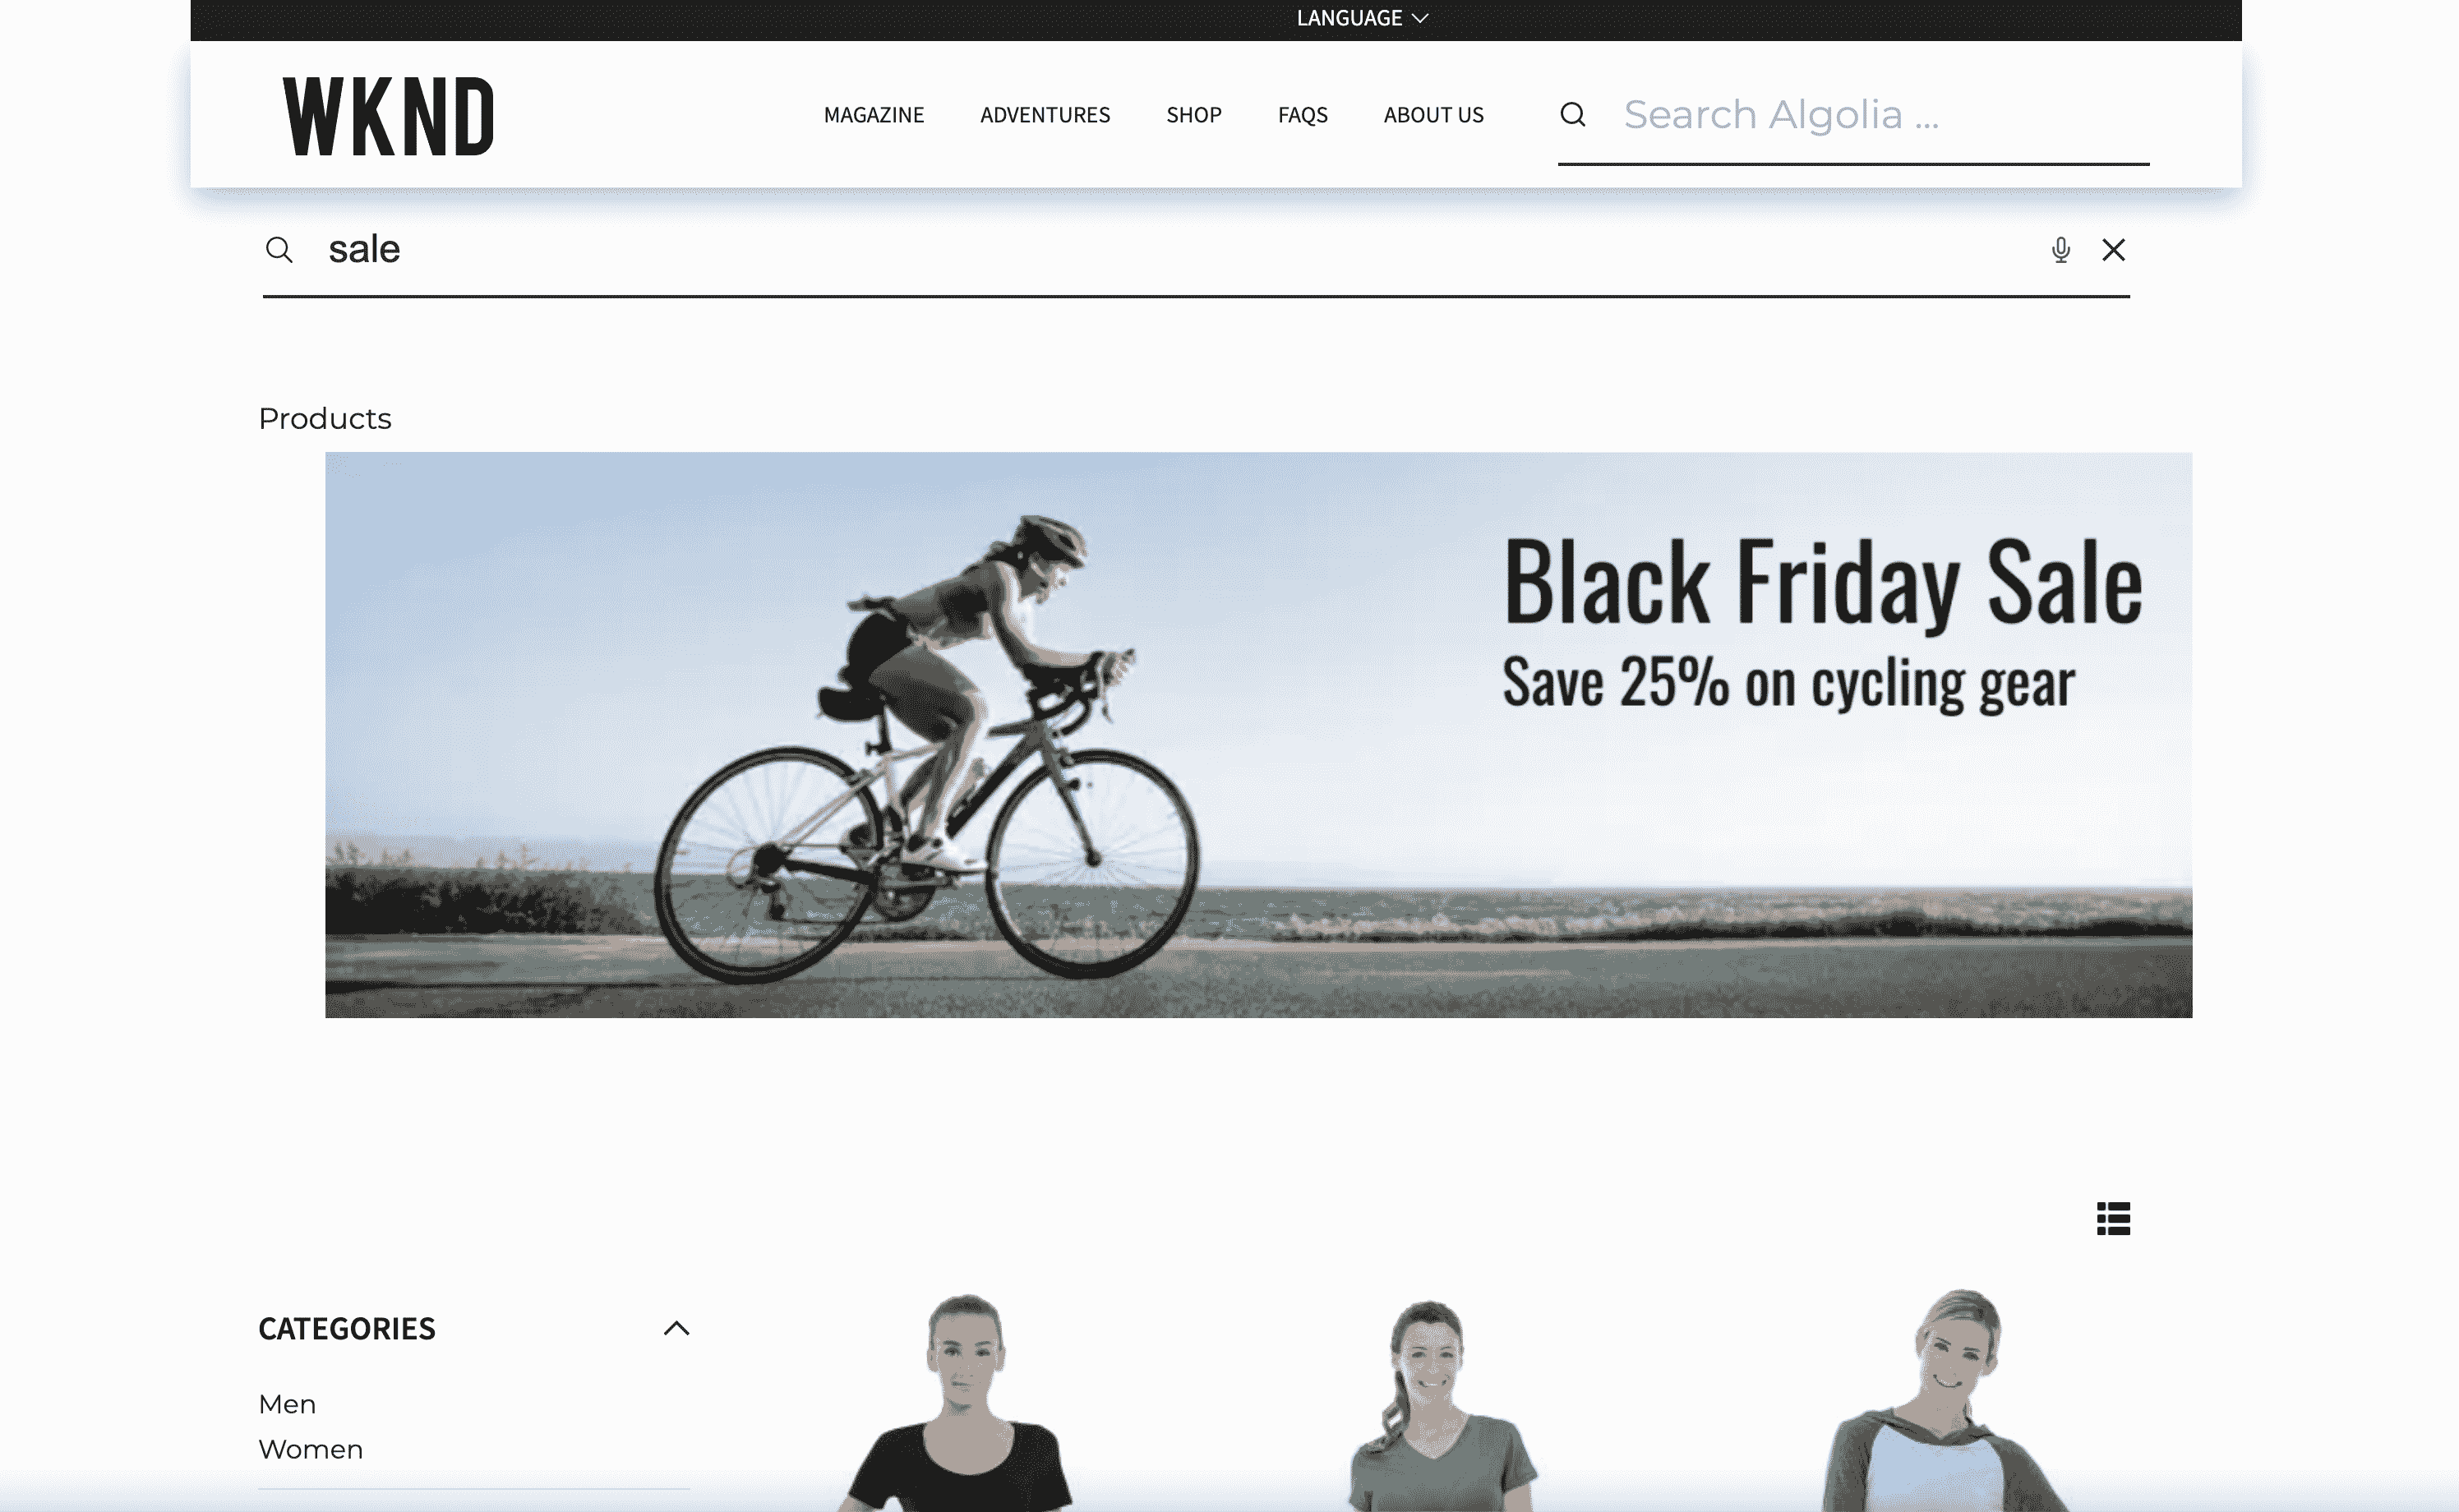 LANGUAGE
WKND
MAGAZINE ADVENTURES SHOP FAQS ABOUT US Search Algolia ...
sale
Products
Black Friday Sale
Save 25% on cycling gear
CATEGORIES
Men
Women